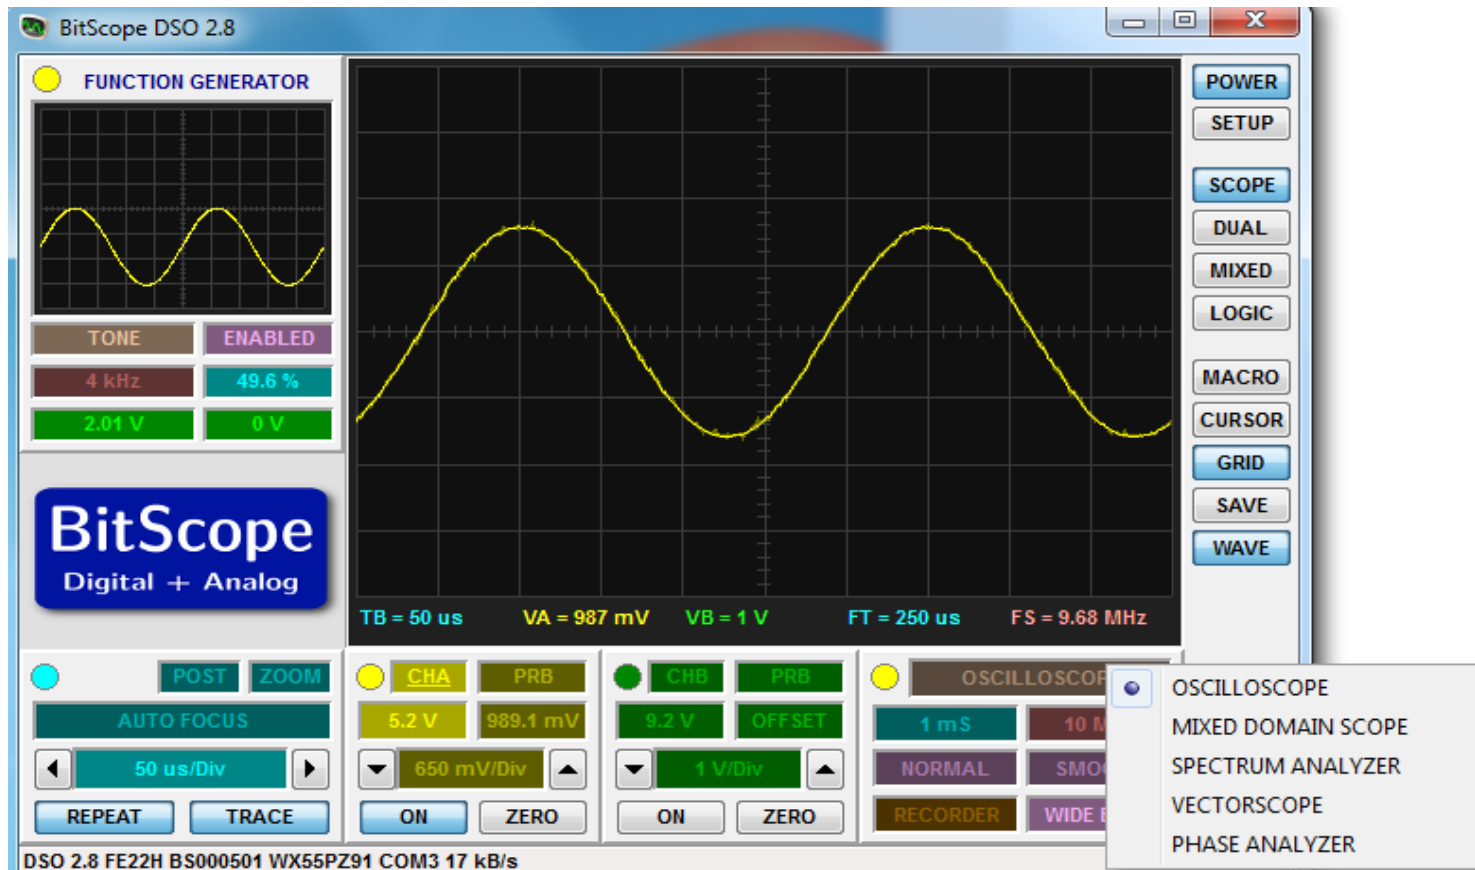 BitScope DSO 2.8
FUNCTION GENERATOR
TONE ENABLED
4 kHz 49.6 %
2.01 V 0 V
BitScope
Digital + Analog
TB = 50 us VA = 987 mV VB = 1 V FT = 250 us FS = 9.68 MHz
POWER
SETUP
SCOPE
DUAL
MIXED
LOGIC
MACRO
CURSOR
GRID
SAVE
WAVE
POST ZOOM
AUTO FOCUS
50 us/Div
REPEAT TRACE
CHA PRB
5.2 V 989.1 mV
650 mV/Div
ON ZERO
CHB PRB
9.2 V OFFSET
1 V/Div
ON ZERO
OSCILLOSCOP
1 mS 10 M
NORMAL SMO
RECORDER WIDE
OSCILLOSCOPE
MIXED DOMAIN SCOPE
SPECTRUM ANALYZER
VECTORSCOPE
PHASE ANALYZER
DSO 2.8 FE22H BS000501 WX55PZ91 COM3 17 kB/s